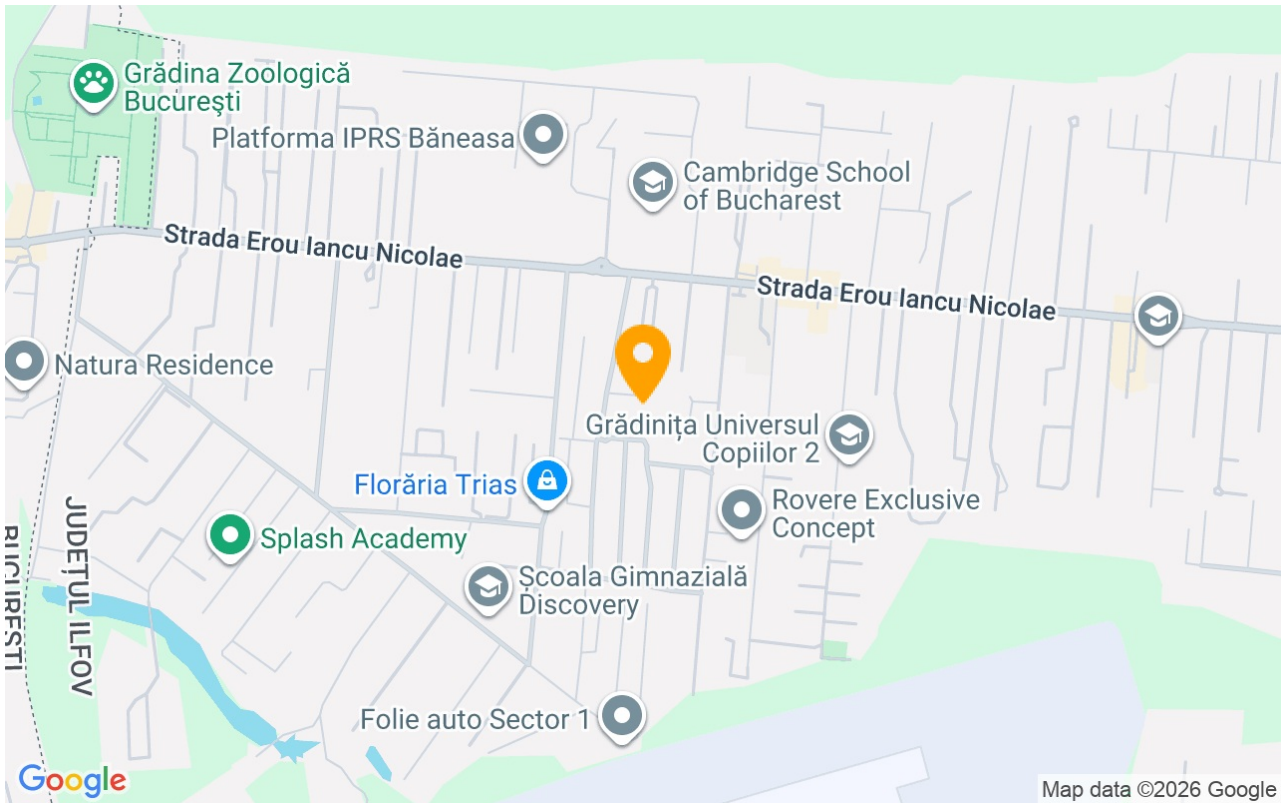 Grădina Zoologică
Bucureşti
Platforma IPRS Băneasa
Cambridge School
of Bucharest
Strada Erou Iancu Nicolae
Strada Erou Iancu Nicolae
Natura Residence
Grădinița Universul
Copiilor 2
Florăria Trias
Rovere Exclusive
Concept
Splash Academy
JUDEȚUL ILFOV
BUCUREȘTI
Școala Gimnazială
Discovery
Folie auto Sector 1
Google
Map data ©2026 Google